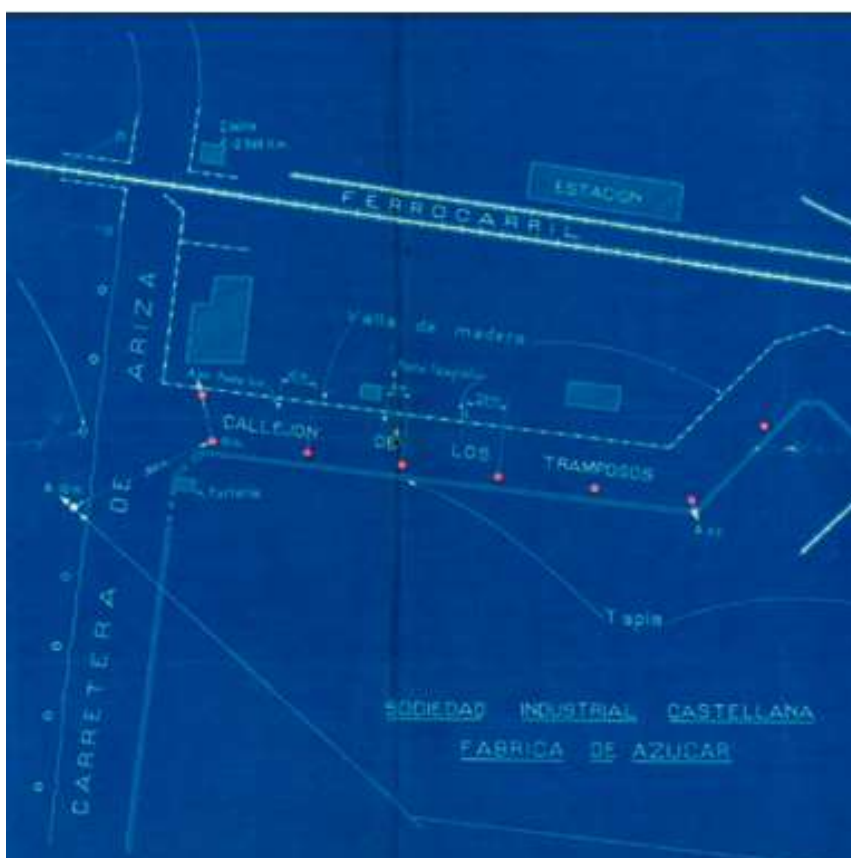 ESTACION
FERROCARRIL
Valla de madera
CALLEJON DE LOS TRAMPOSOS
CARRETERA DE ARIZA
Tapia
SOCIEDAD INDUSTRIAL CASTELLANA
FABRICA DE AZUCAR